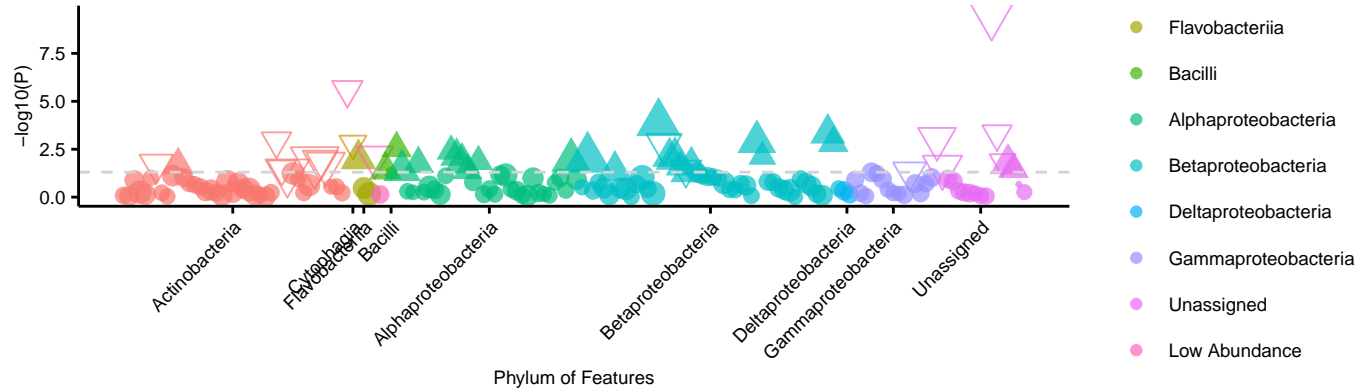 7.5
5.0
2.5
0.0
−log10(P)
Actinobacteria
Cytophagia
Flavobacteriia
Bacilli
Alphaproteobacteria
Betaproteobacteria
Deltaproteobacteria
Gammaproteobacteria
Unassigned
Phylum of Features
Flavobacteriia
Bacilli
Alphaproteobacteria
Betaproteobacteria
Deltaproteobacteria
Gammaproteobacteria
Unassigned
Low Abundance